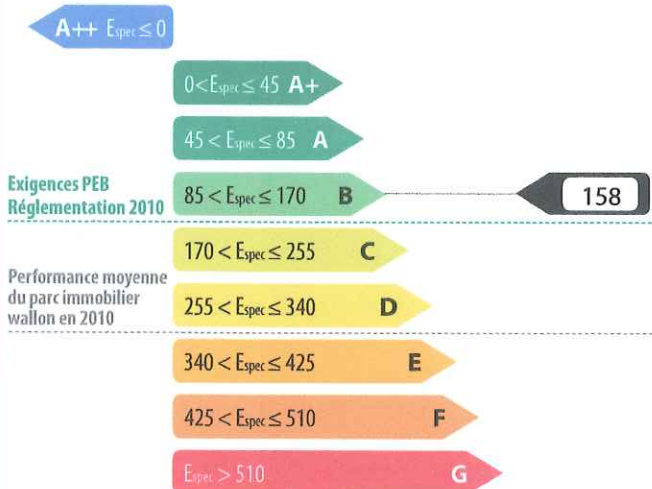 A++ Espec ≤ 0
0 < Espec ≤ 45 A+
45 < Espec ≤ 85 A
Exigences PEB
Réglementation 2010
85 < Espec ≤ 170 B
158
170 < Espec ≤ 255 C
Performance moyenne
du parc immobilier
wallon en 2010
255 < Espec ≤ 340 D
340 < Espec ≤ 425 E
425 < Espec ≤ 510 F
Espec > 510 G